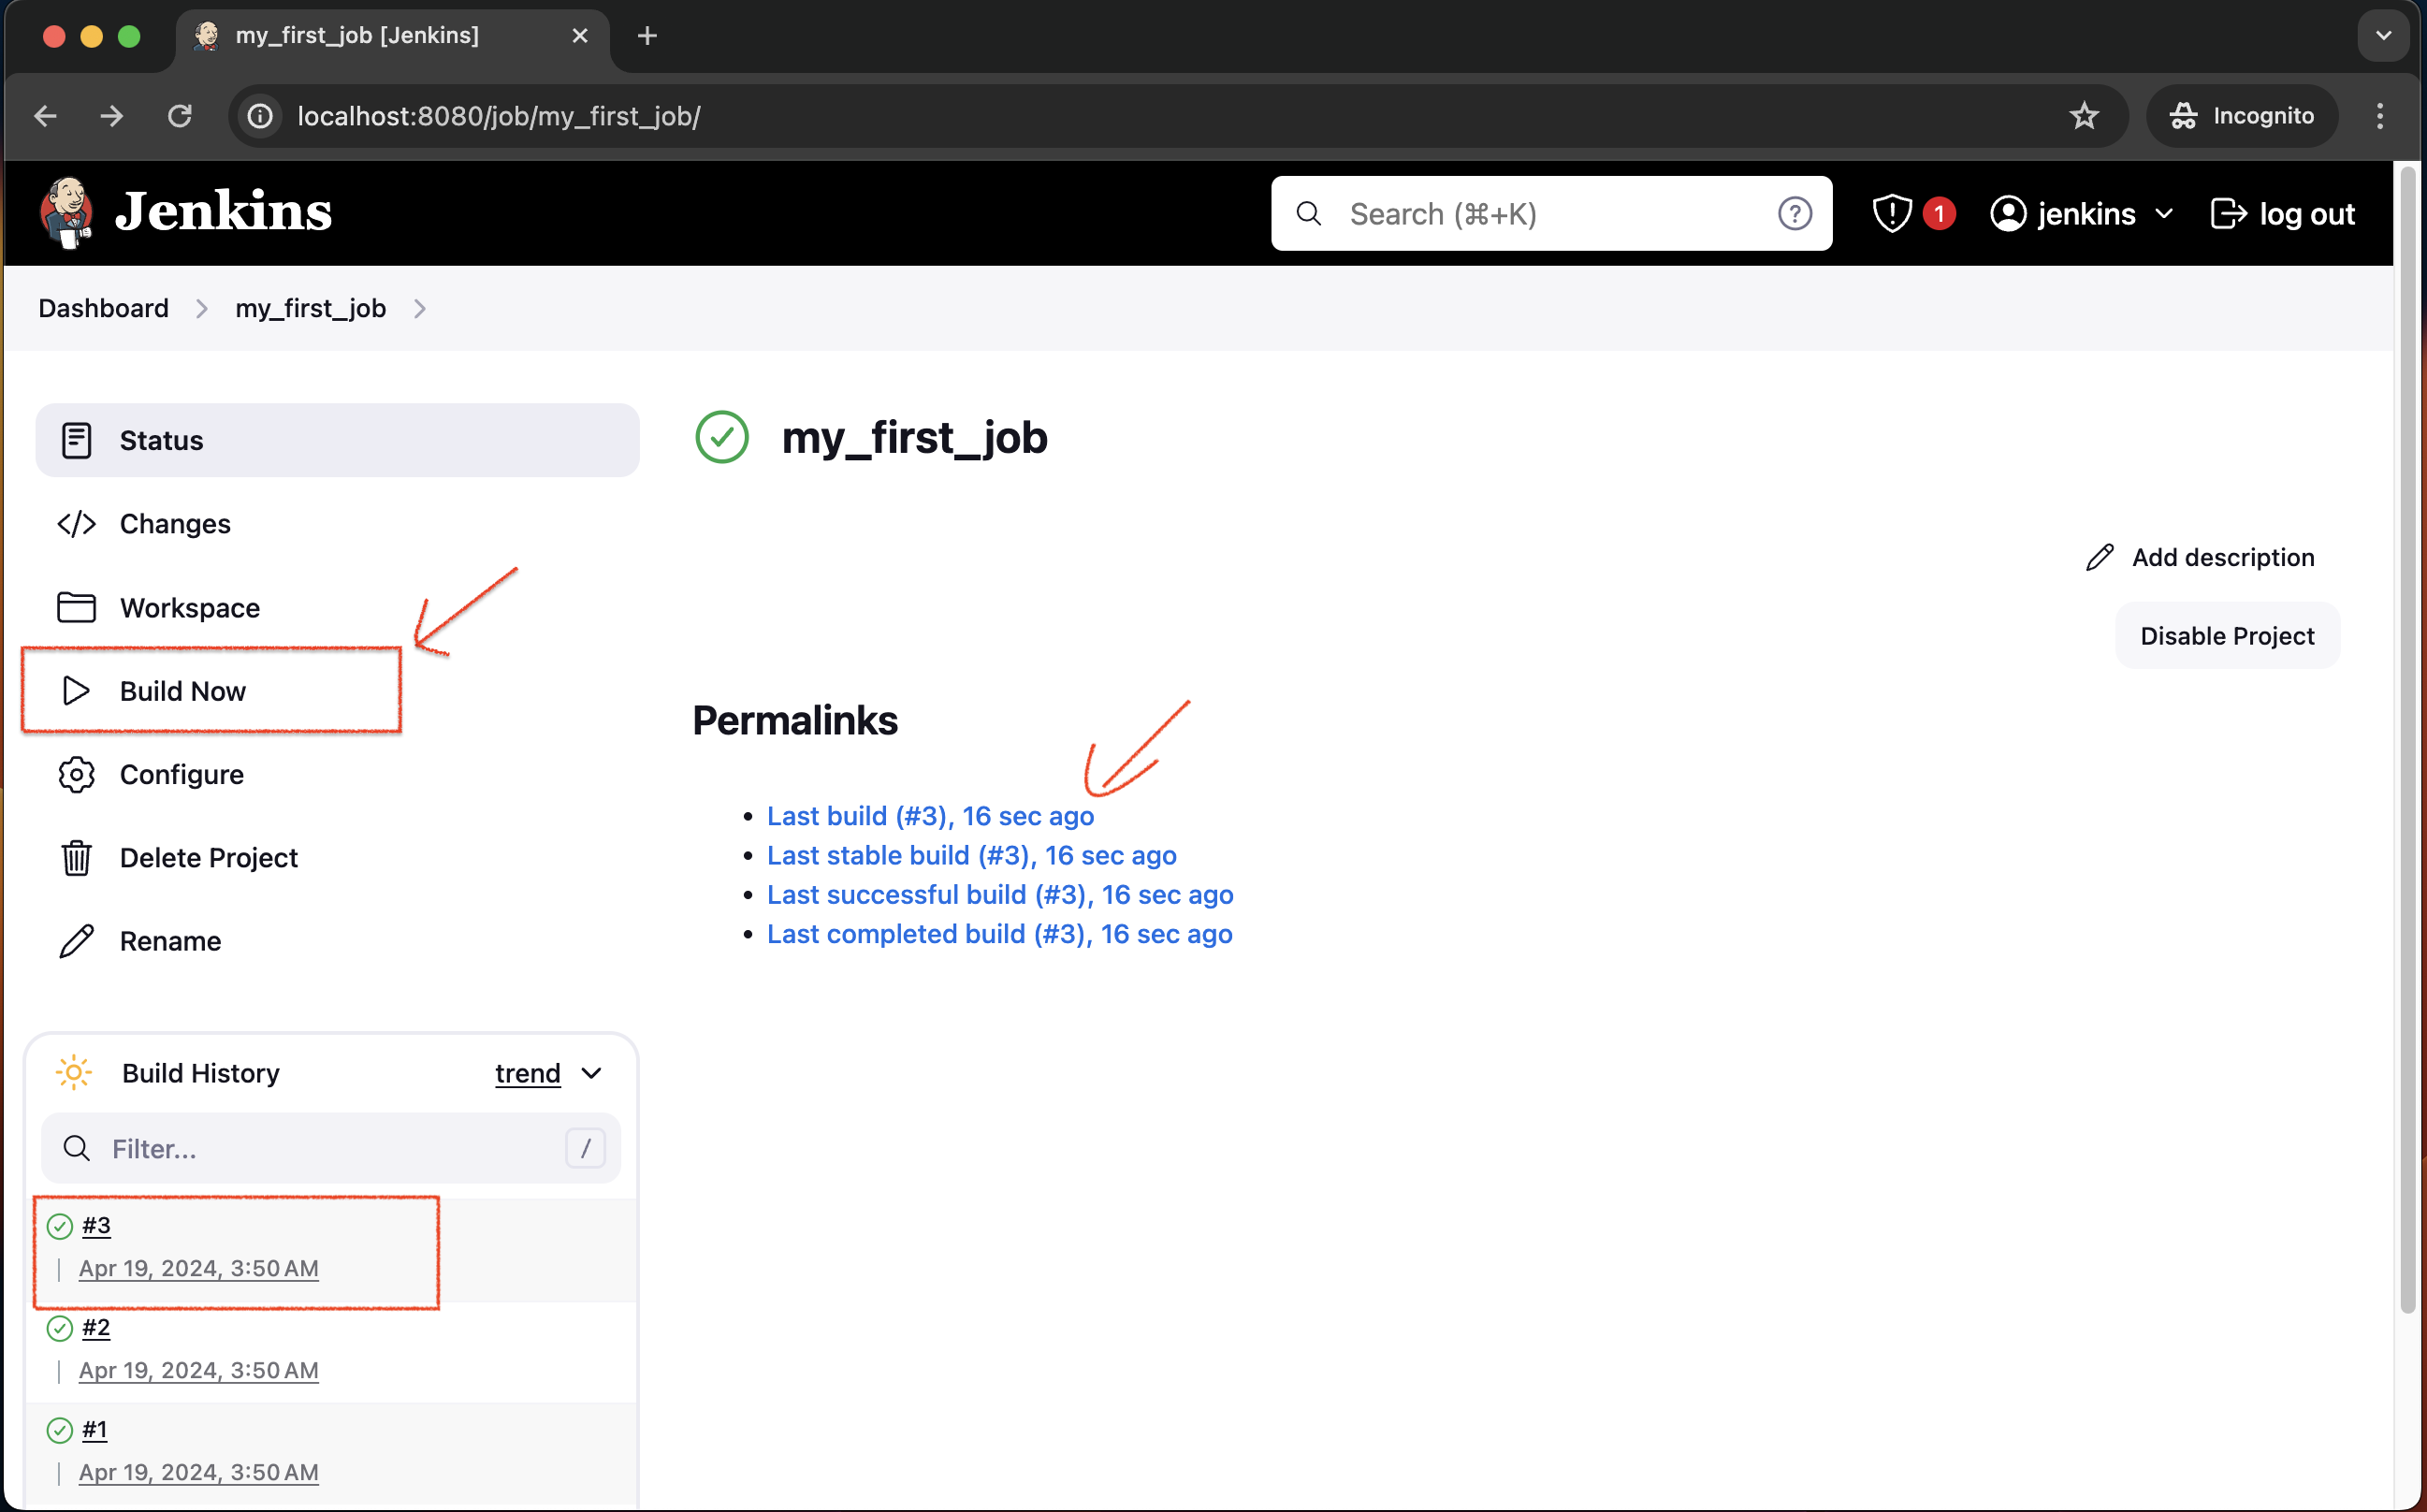 my_first_job [Jenkins]
localhost:8080/job/my_first_job/
Incognito
Jenkins
Search (⌘+K)
?
1
jenkins
log out
Dashboard
my_first_job
Status
my_first_job
Changes
Add description
Workspace
Disable Project
Build Now
Permalinks
Configure
Last build (#3), 16 sec ago
Last stable build (#3), 16 sec ago
Delete Project
Last successful build (#3), 16 sec ago
Last completed build (#3), 16 sec ago
Rename
Build History
trend
Filter...
/
#3
Apr 19, 2024, 3:50 AM
#2
Apr 19, 2024, 3:50 AM
#1
Apr 19, 2024, 3:50 AM